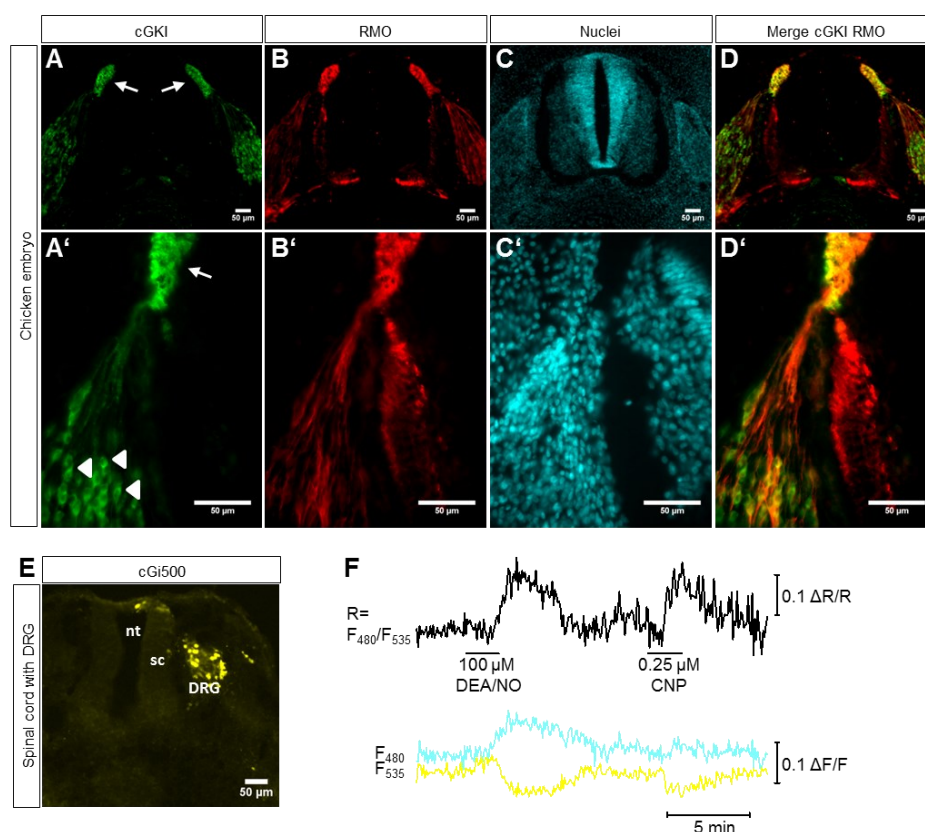 cGKI
RMO
Nuclei
Merge cGKI RMO
Chicken embryo
A
B
C
D
50 µm
50 µm
50 µm
50 µm
A‘
B‘
C‘
D‘
50 µm
50 µm
50 µm
50 µm
E
cGi500
Spinal cord with DRG
nt
sc
DRG
50 µm
F
R=
F480/F535
0.1 ΔR/R
100 µM
DEA/NO
0.25 µM
CNP
F480
F535
0.1 ΔF/F
5 min